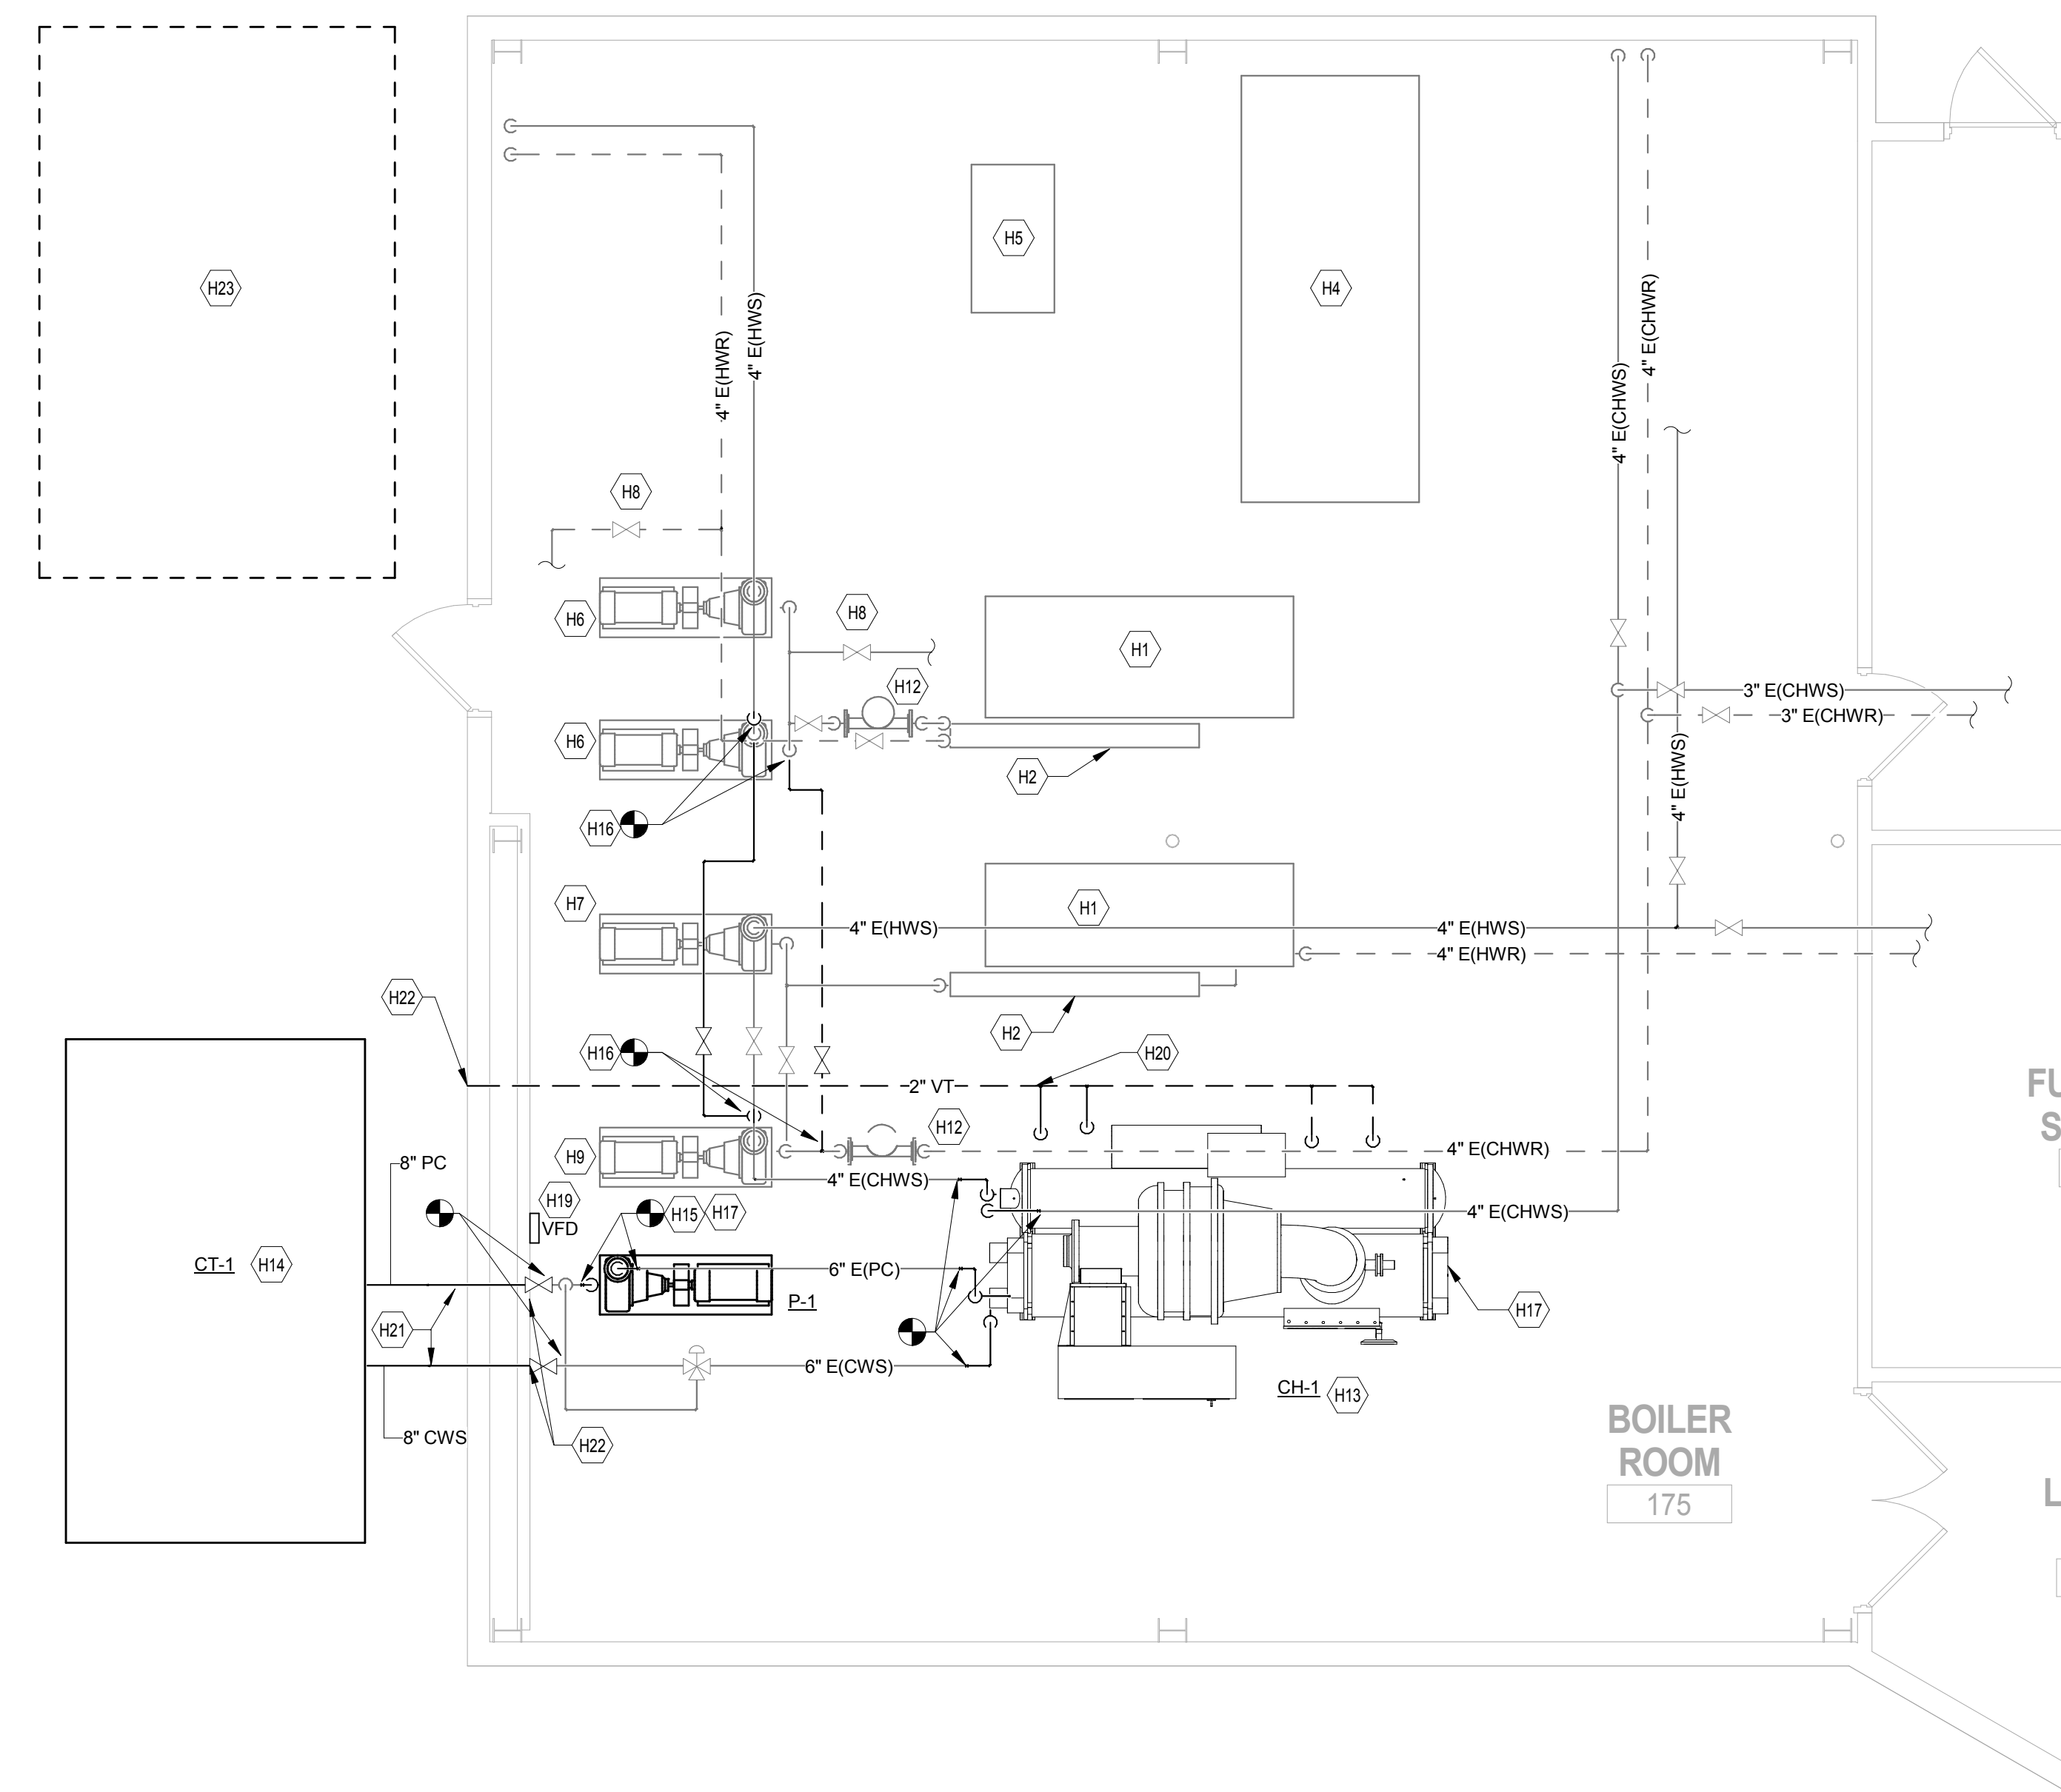 H23
H5
H4
4" E(HWR)
4" E(HWS)
4" E(CHWS)
4" E(CHWR)
H8
H6
H8
H1
H12
3" E(CHWS)
3" E(CHWR)
H6
H2
4" E(HWS)
H16
H7
H1
4" E(HWS)
4" E(HWS)
4" E(HWR)
H22
H2
H16
H20
2" VT
H12
H9
4" E(CHWR)
8" PC
4" E(CHWS)
H19
H15
H17
VFD
4" E(CHWS)
CT-1
H14
6" E(PC)
P-1
H17
H21
6" E(CWS)
CH-1
H13
8" CWS
H22
BOILER
ROOM
175
FU
S
L